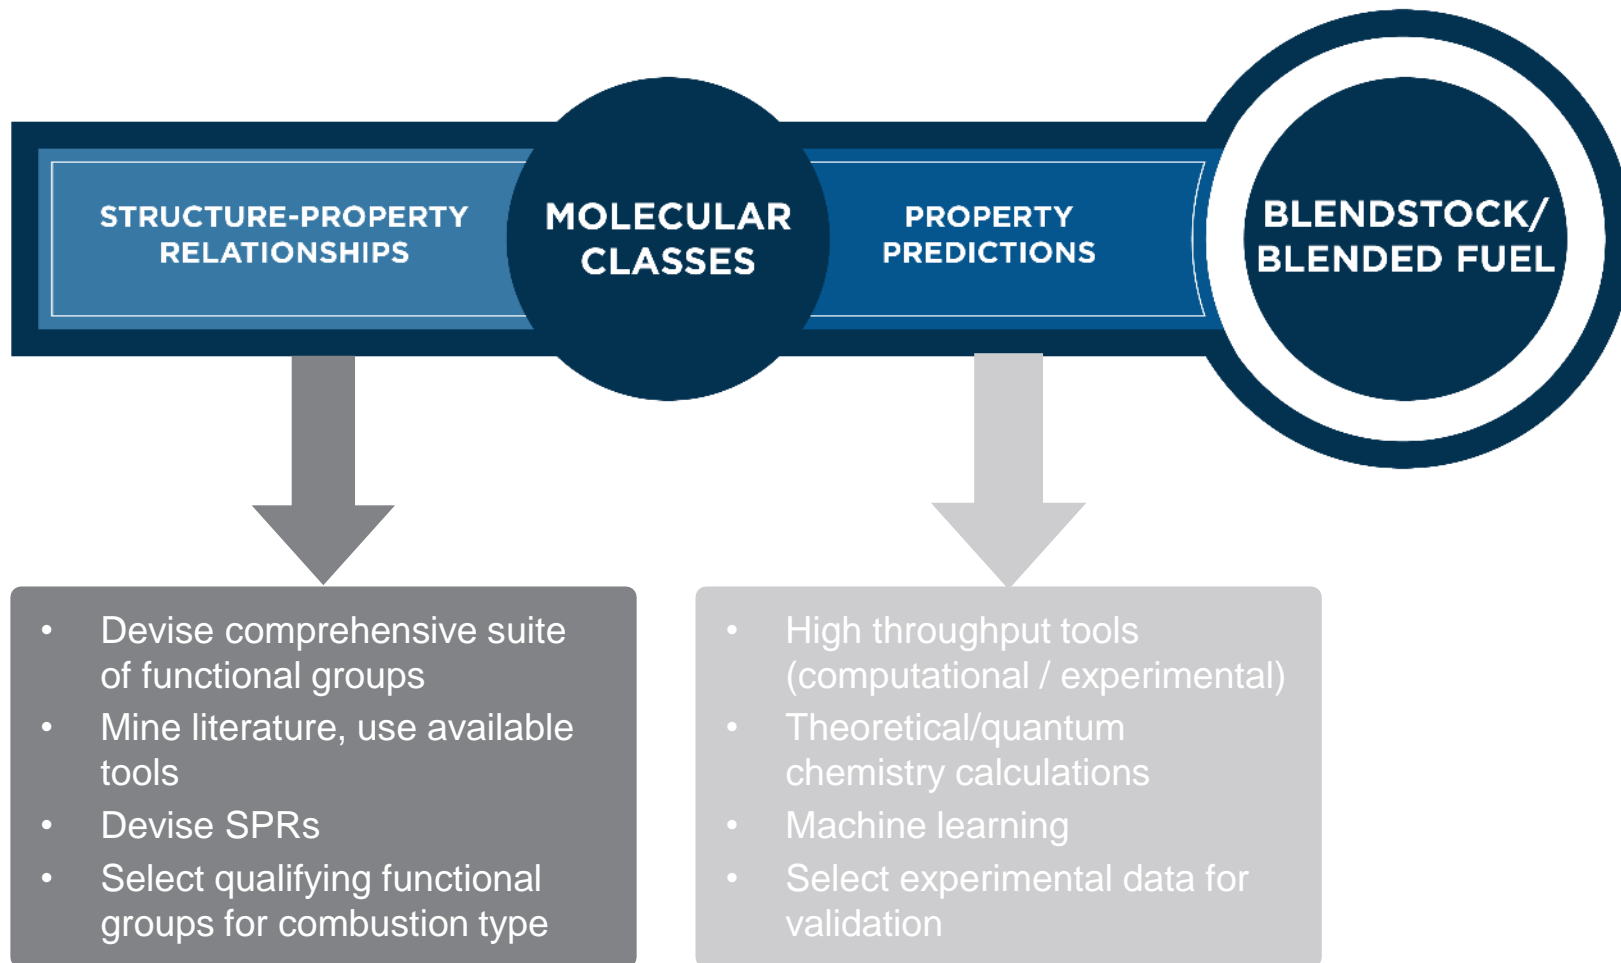 STRUCTURE-PROPERTY
RELATIONSHIPS
MOLECULAR
CLASSES
PROPERTY
PREDICTIONS
BLENDSTOCK/
BLENDED FUEL
• Devise comprehensive suite
of functional groups
• Mine literature, use available
tools
• Devise SPRs
• Select qualifying functional
groups for combustion type
• High throughput tools
(computational / experimental)
• Theoretical/quantum
chemistry calculations
• Machine learning
• Select experimental data for
validation